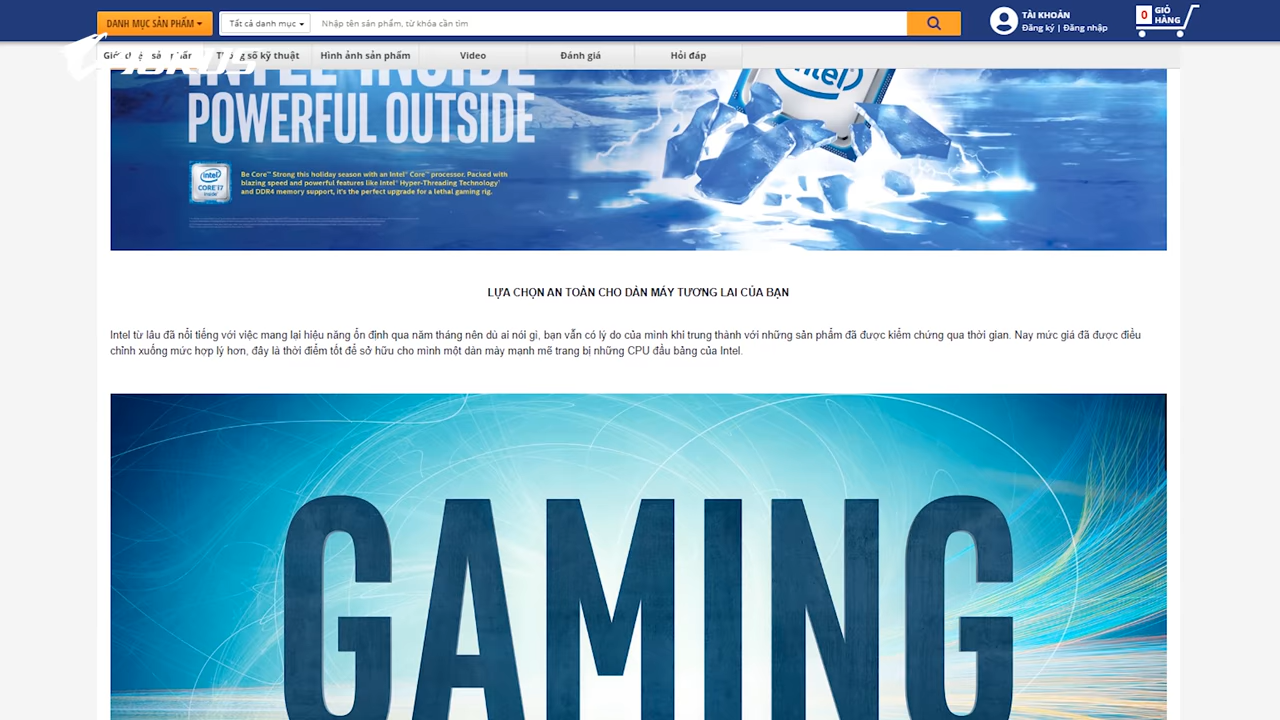 DANH MỤC SẢN PHẨM
Tất cả danh mục
Nhập tên sản phẩm, từ khóa cần tìm
TÀI KHOẢN
Đăng ký | Đăng nhập
0
GIỎ
HÀNG
Thông số kỹ thuật
Hình ảnh sản phẩm
Video
Đánh giá
Hỏi đáp
INTEL INSIDE
POWERFUL OUTSIDE
intel
intel
CORE i7
inside
Be Core™ Strong this holiday season with an Intel® Core™ processor. Packed with
blazing speed and powerful features like Intel® Hyper-Threading Technology¹
and DDR4 memory support, it's the perfect upgrade for a lethal gaming rig.
LỰA CHỌN AN TOÀN CHO DÀN MÁY TƯƠNG LAI CỦA BẠN
Intel từ lâu đã nổi tiếng với việc mang lại hiệu năng ổn định qua năm tháng nên dù ai nói gì, bạn vẫn có lý do của mình khi trung thành với những sản phẩm đã được kiểm chứng qua thời gian. Nay mức giá đã được điều
chỉnh xuống mức hợp lý hơn, đây là thời điểm tốt để sở hữu cho mình một dàn máy mạnh mẽ trang bị những CPU đầu bảng của Intel.
GAMING